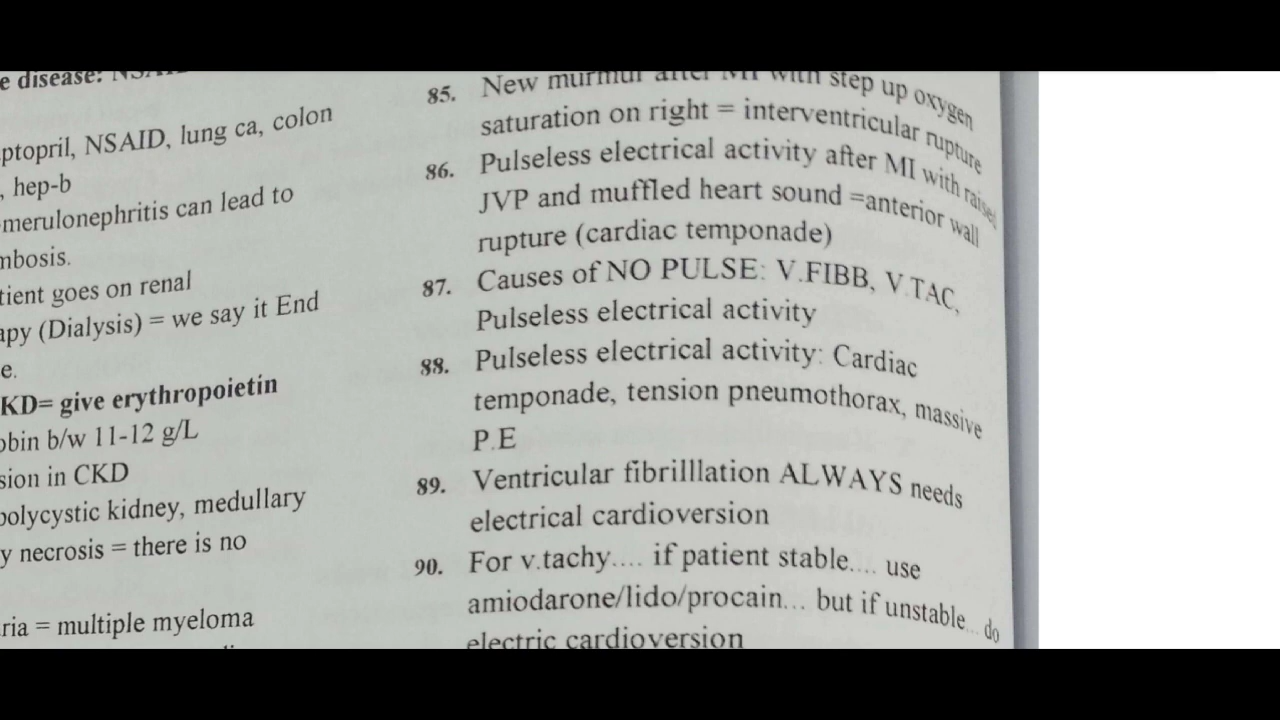 e disease:
ptopril, NSAID, lung ca, colon
, hep-b
merulonephritis can lead to
mbosis.
tient goes on renal
apy (Dialysis) = we say it End
e.
KD= give erythropoietin
obin b/w 11-12 g/L
sion in CKD
polycystic kidney, medullary
y necrosis = there is no
ria = multiple myeloma
85. New murmur after MI with step up oxygen
saturation on right = interventricular rupture
86. Pulseless electrical activity after MI with raised
JVP and muffled heart sound =anterior wall
rupture (cardiac temponade)
87. Causes of NO PULSE: V.FIBB, V.TAC,
Pulseless electrical activity
88. Pulseless electrical activity: Cardiac
temponade, tension pneumothorax, massive
P.E
89. Ventricular fibrilllation ALWAYS needs
electrical cardioversion
90. For v.tachy.... if patient stable.... use
amiodarone/lido/procain... but if unstable... do
electric cardioversion